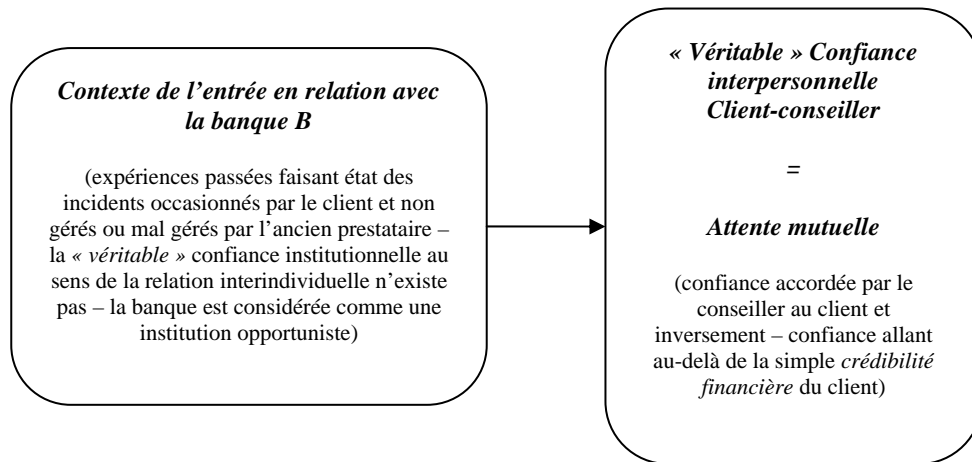 Contexte de l’entrée en relation avec
la banque B
(expériences passées faisant état des
incidents occasionnés par le client et non
gérés ou mal gérés par l’ancien prestataire –
la « véritable » confiance institutionnelle au
sens de la relation interindividuelle n’existe
pas – la banque est considérée comme une
institution opportuniste)
« Véritable » Confiance
interpersonnelle
Client-conseiller
=
Attente mutuelle
(confiance accordée par le
conseiller au client et
inversement – confiance allant
au-delà de la simple crédibilité
financière du client)